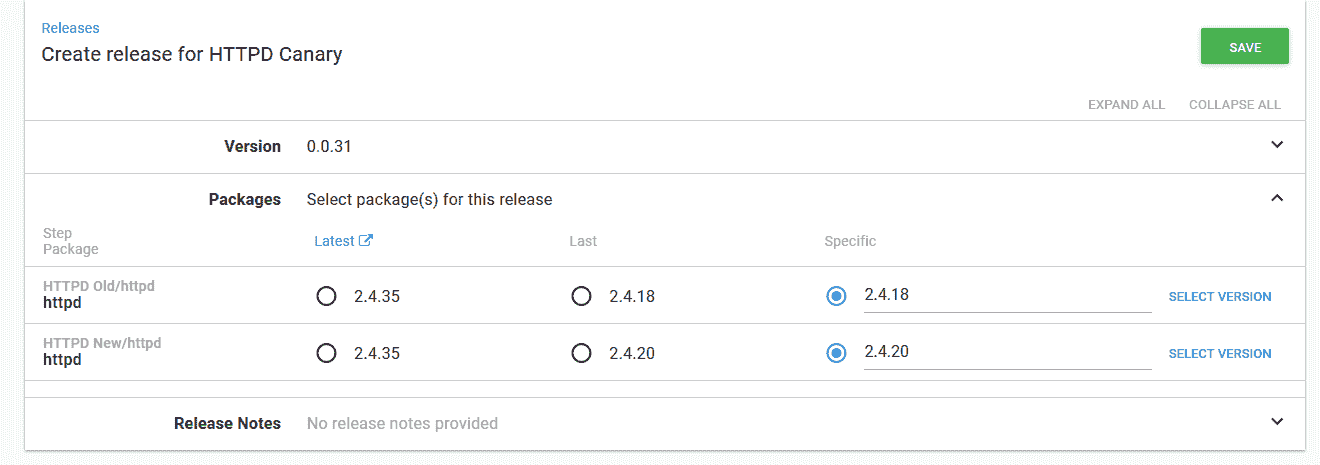 Releases
Create release for HTTPD Canary
SAVE
EXPAND ALL COLLAPSE ALL
Version 0.0.31
Packages Select package(s) for this release
Step
Package
Latest Last Specific
HTTPD Old/httpd
httpd
2.4.35 2.4.18 2.4.18 SELECT VERSION
HTTPD New/httpd
httpd
2.4.35 2.4.20 2.4.20 SELECT VERSION
Release Notes No release notes provided